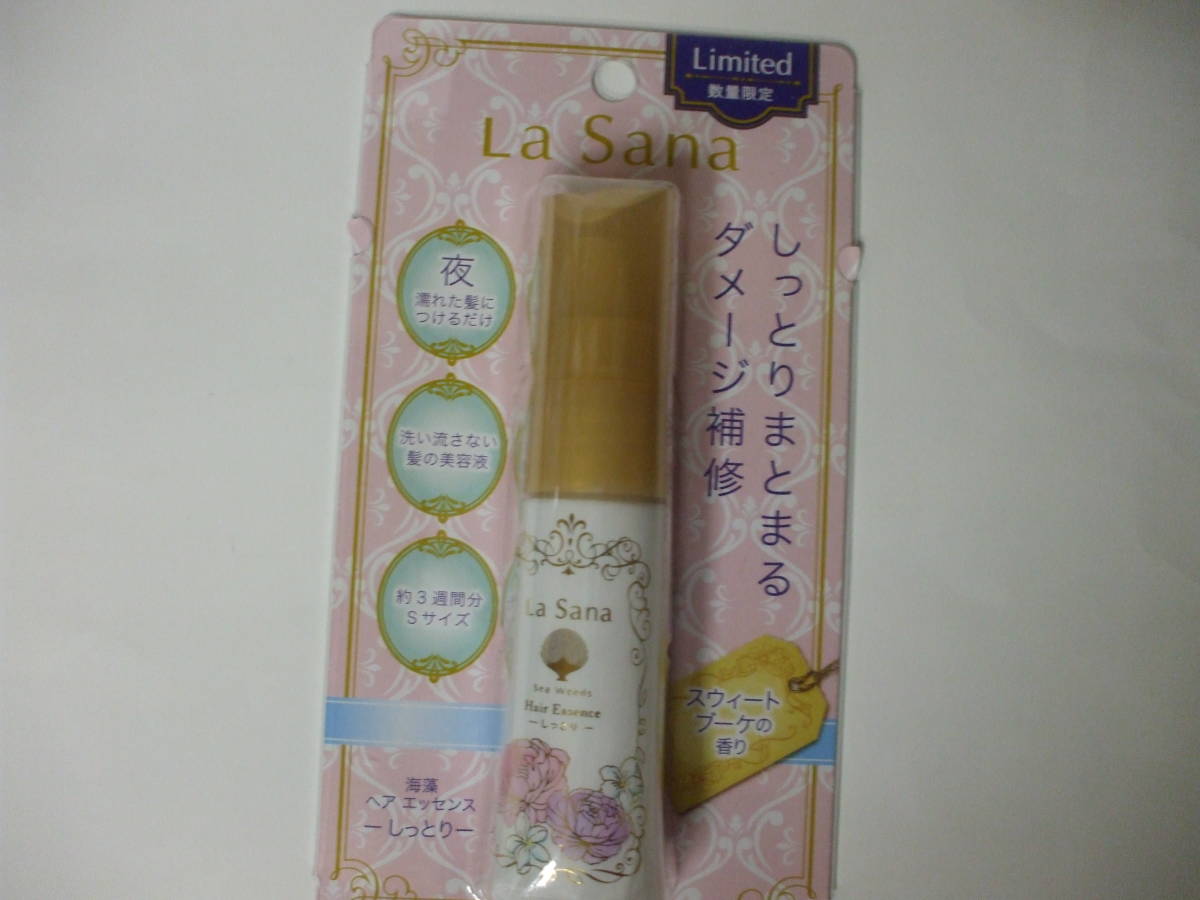 Limited
数量限定
La Sana
しっとりまとまる
ダメージ補修
夜
濡れた髪に
つけるだけ
洗い流さない
髪の美容液
約3週間分
Sサイズ
La Sana
Sea Weeds
Hair Essence
ーしっとりー
スウィート
ブーケの
香り
海藻
ヘア エッセンス
ーしっとりー